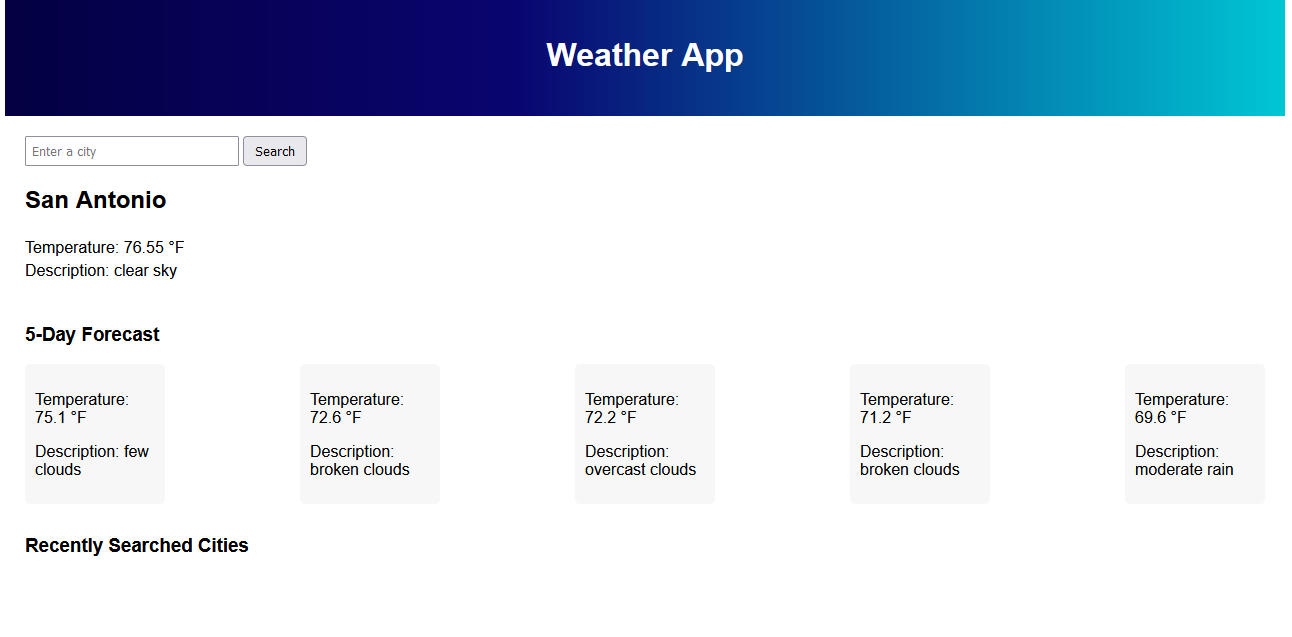 Weather App
Enter a city
Search
San Antonio
Temperature: 76.55 °F
Description: clear sky
5-Day Forecast
Temperature:
75.1 °F
Description: few
clouds
Temperature:
72.6 °F
Description:
broken clouds
Temperature:
72.2 °F
Description:
overcast clouds
Temperature:
71.2 °F
Description:
broken clouds
Temperature:
69.6 °F
Description:
moderate rain
Recently Searched Cities